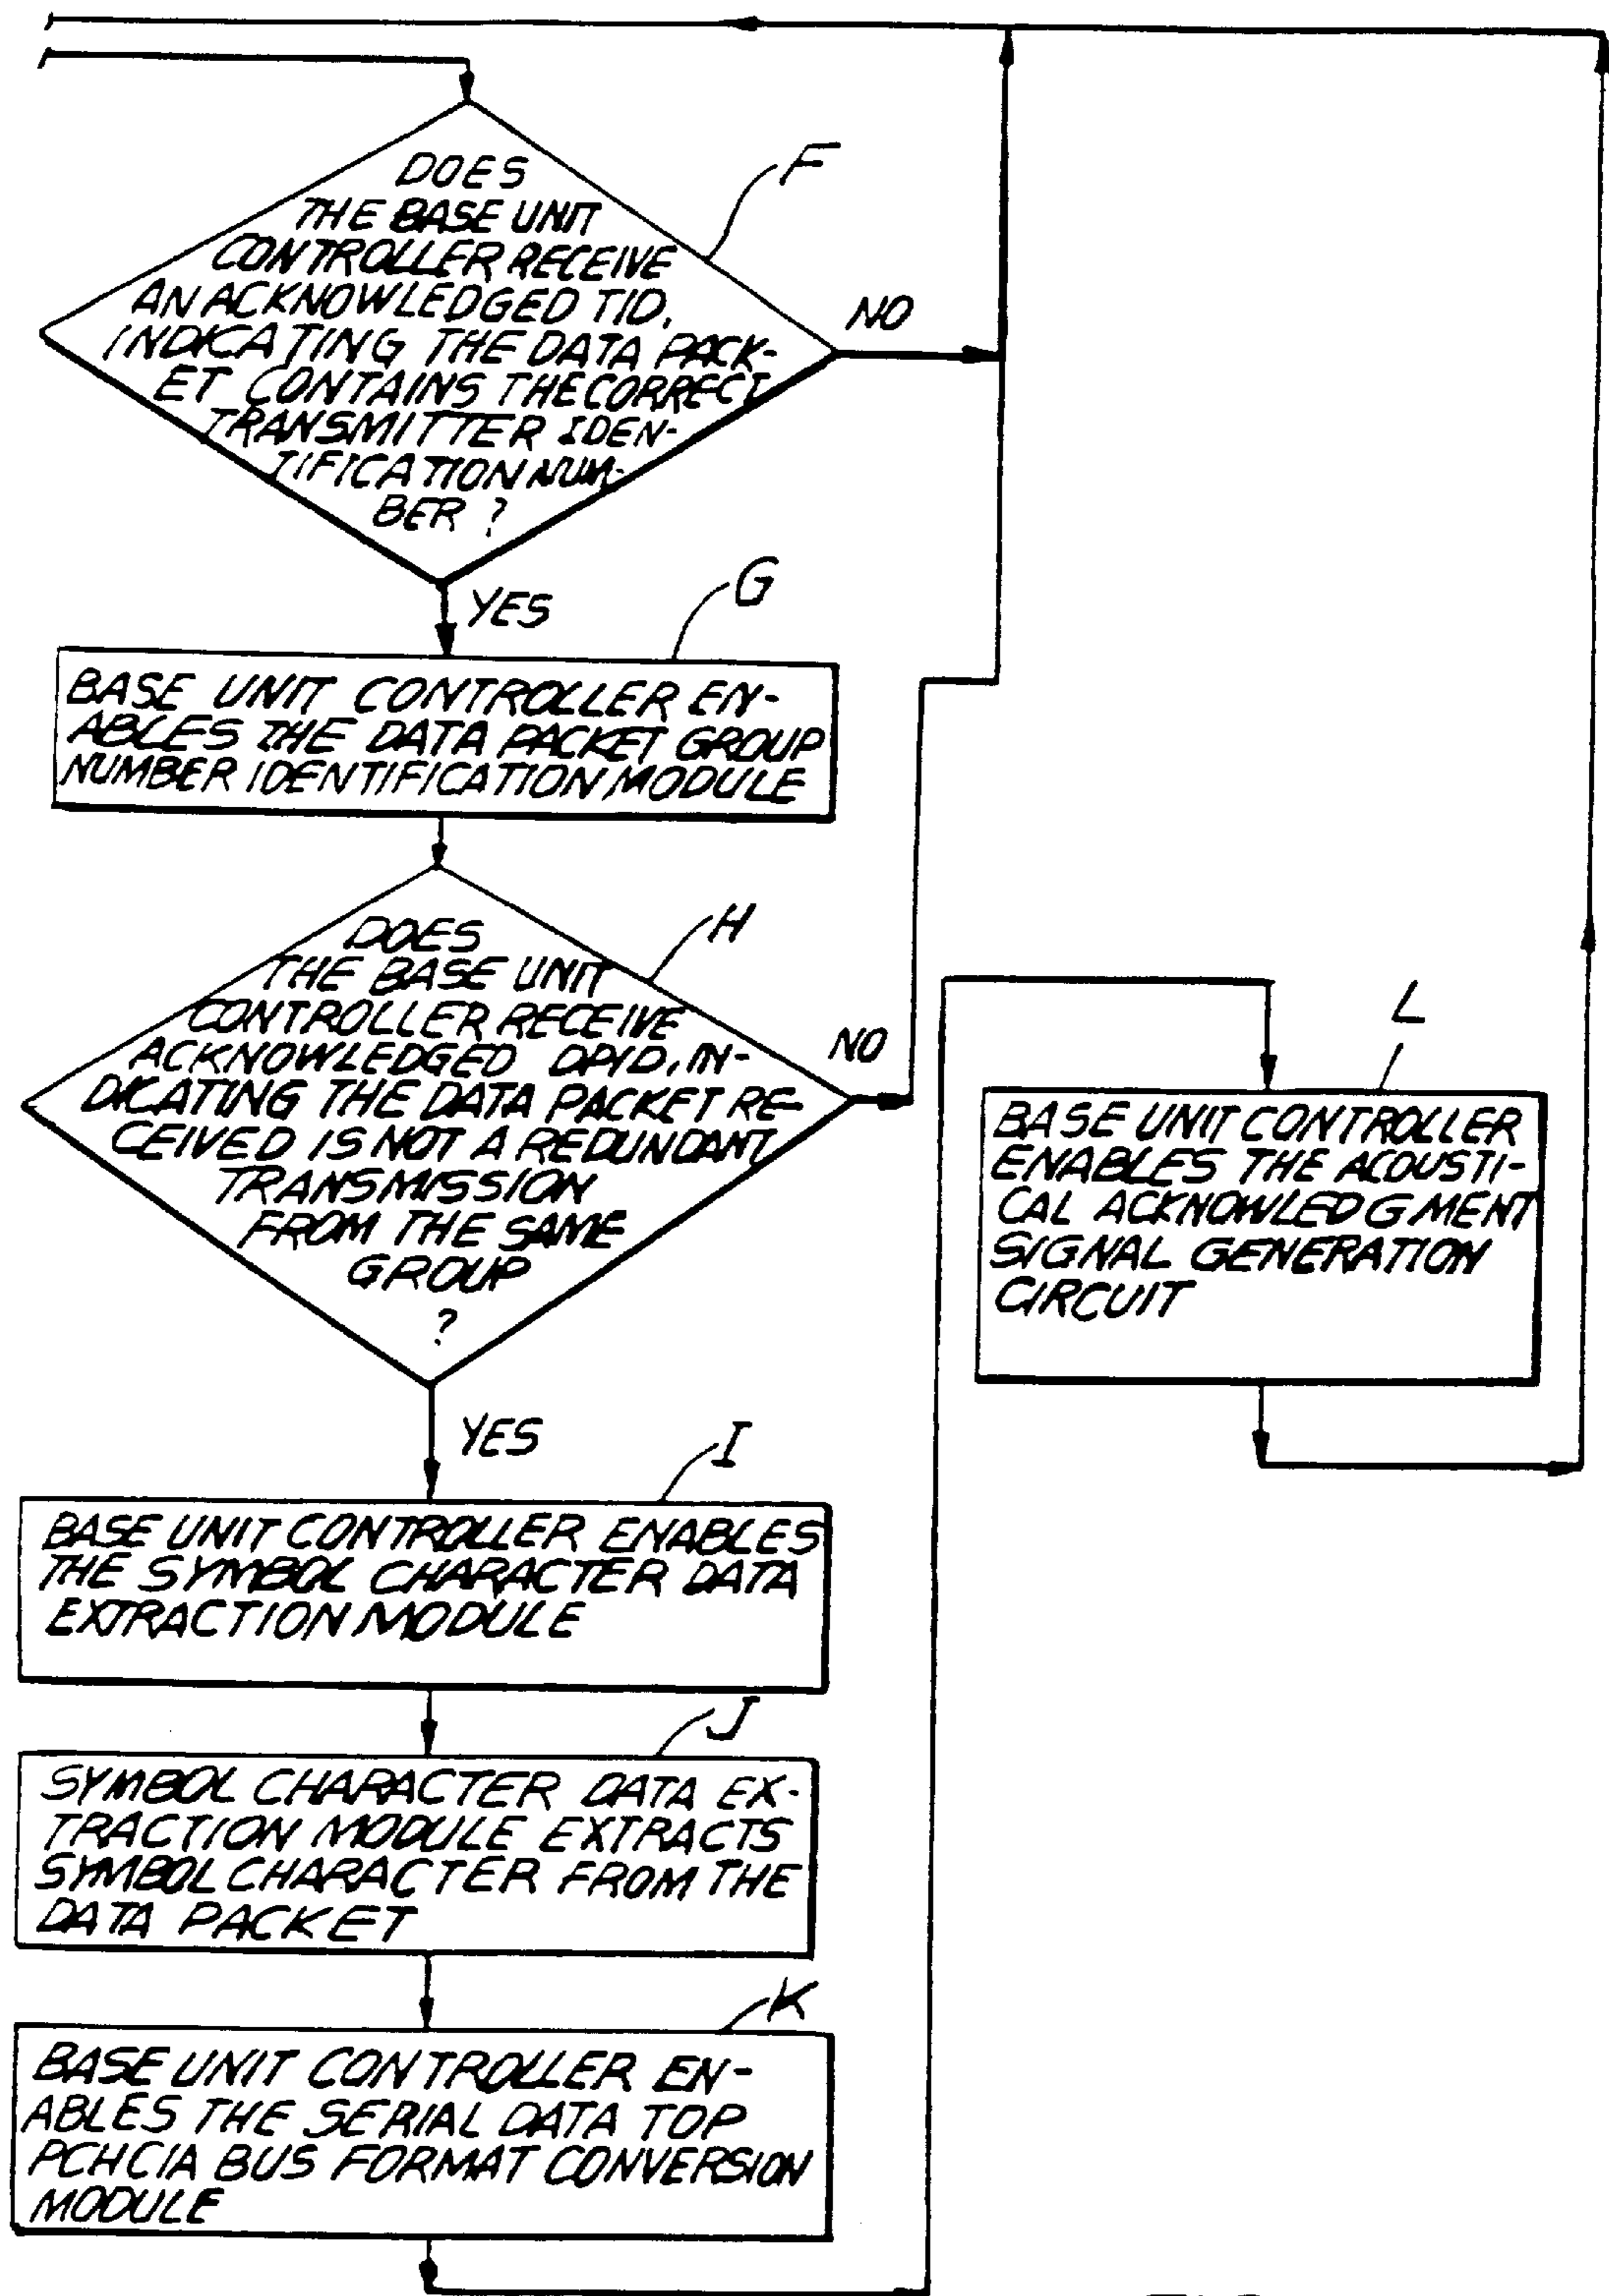 DOES
THE BASE UNIT
CONTROLLER RECEIVE
AN ACKNOWLEDGED TID,
INDICATING THE DATA PACK-
ET CONTAINS THE CORRECT
TRANSMITTER IDEN-
TIFICATION NUM-
BER ?
F
NO
YES
G
BASE UNIT CONTROLLER EN-
ABLES THE DATA PACKET GROUP
NUMBER IDENTIFICATION MODULE
H
DOES
THE BASE UNIT
CONTROLLER RECEIVE
ACKNOWLEDGED DPID, IN-
DICATING THE DATA PACKET RE-
CEIVED IS NOT A REDUNDANT
TRANSMISSION
FROM THE SAME
GROUP
?
NO
YES
I
BASE UNIT CONTROLLER ENABLES
THE SYMBOL CHARACTER DATA
EXTRACTION MODULE
J
SYMBOL CHARACTER DATA EX-
TRACTION MODULE EXTRACTS
SYMBOL CHARACTER FROM THE
DATA PACKET
K
BASE UNIT CONTROLLER EN-
ABLES THE SERIAL DATA TOP
PCHCIA BUS FORMAT CONVERSION
MODULE
L
BASE UNIT CONTROLLER
ENABLES THE ACOUSTI-
CAL ACKNOWLEDGMENT
SIGNAL GENERATION
CIRCUIT